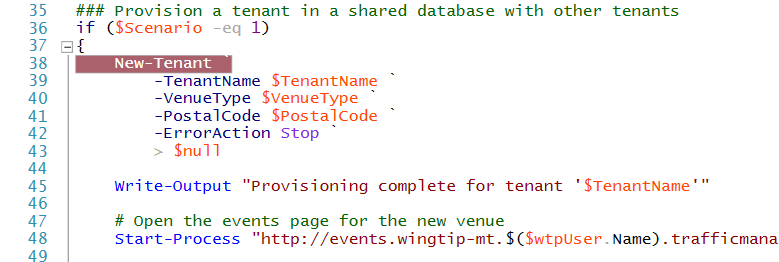 35 ### Provision a tenant in a shared database with other tenants
36 if ($Scenario -eq 1)
37 {
38 New-Tenant `
39 -TenantName $TenantName `
40 -VenueType $VenueType `
41 -PostalCode $PostalCode `
42 -ErrorAction Stop `
43 > $null
44
45 Write-Output "Provisioning complete for tenant '$TenantName'"
46
47 # Open the events page for the new venue
48 Start-Process "http://events.wingtip-mt.$($wtpUser.Name).trafficmana
49